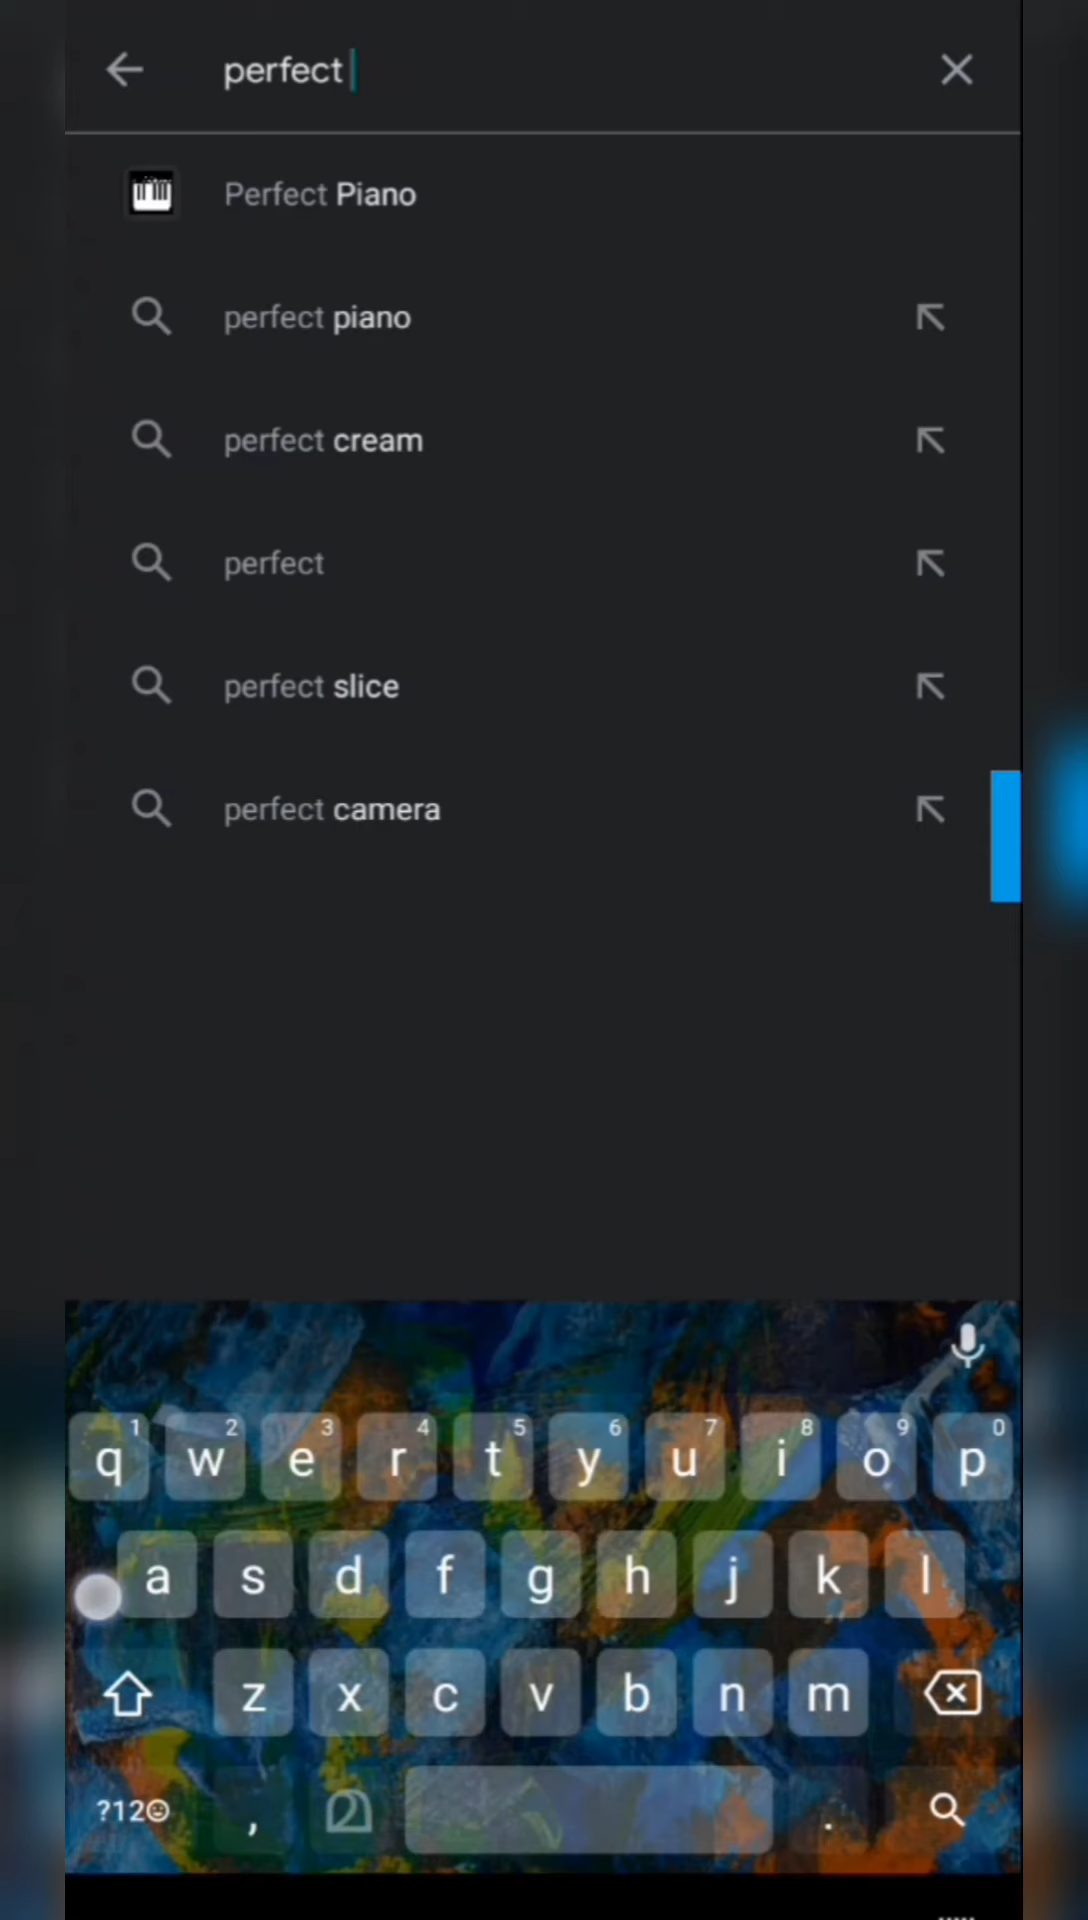 perfect
Perfect Piano
perfect piano
perfect cream
perfect
perfect slice
perfect camera
1 2 3 4 5 6 7 8 9 0
q w e r t y u i o p
a s d f g h j k l
z x c v b n m
?12☺ , മ .